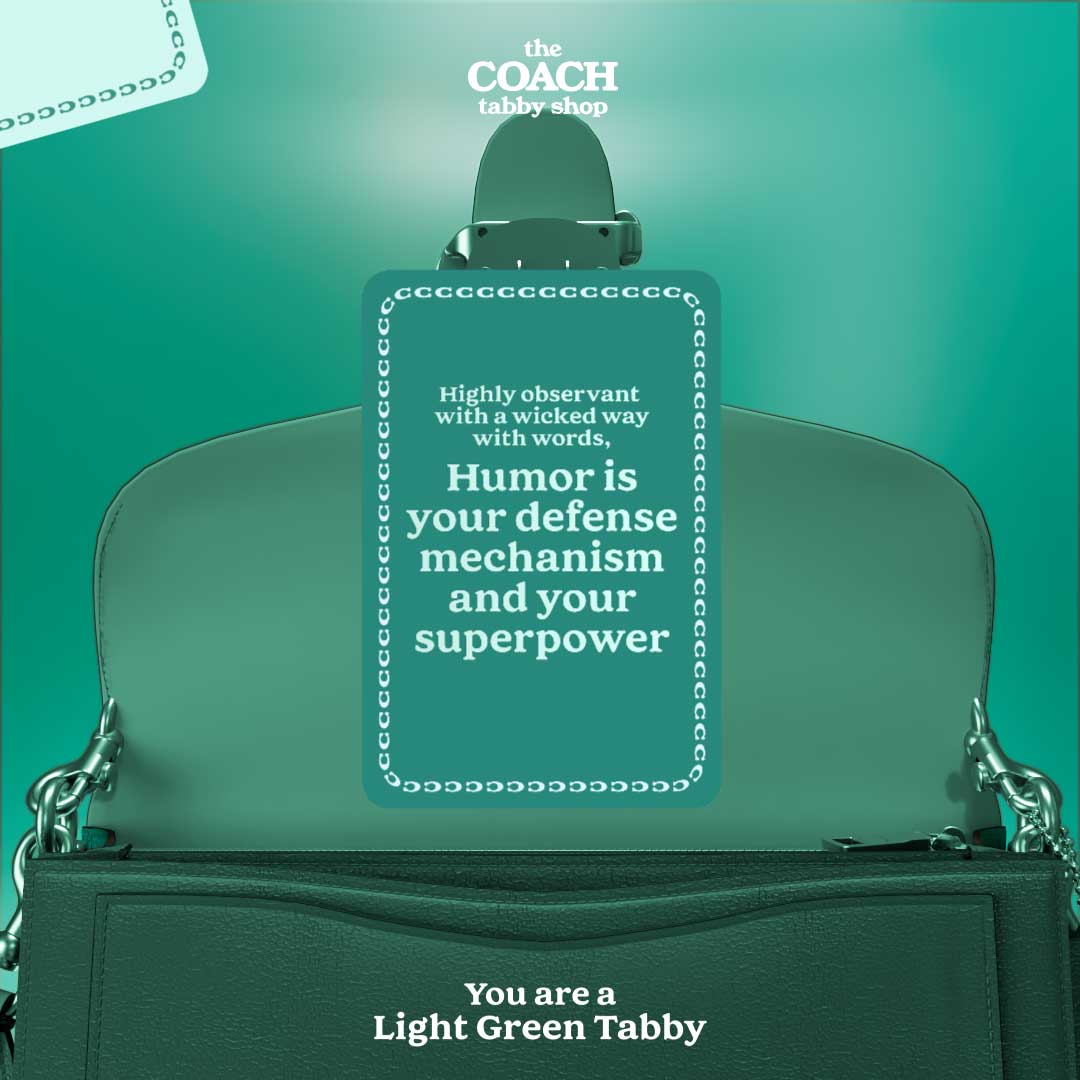 the
COACH
tabby shop
Highly observant
with a wicked way
with words,
Humor is
your defense
mechanism
and your
superpower
You are a
Light Green Tabby